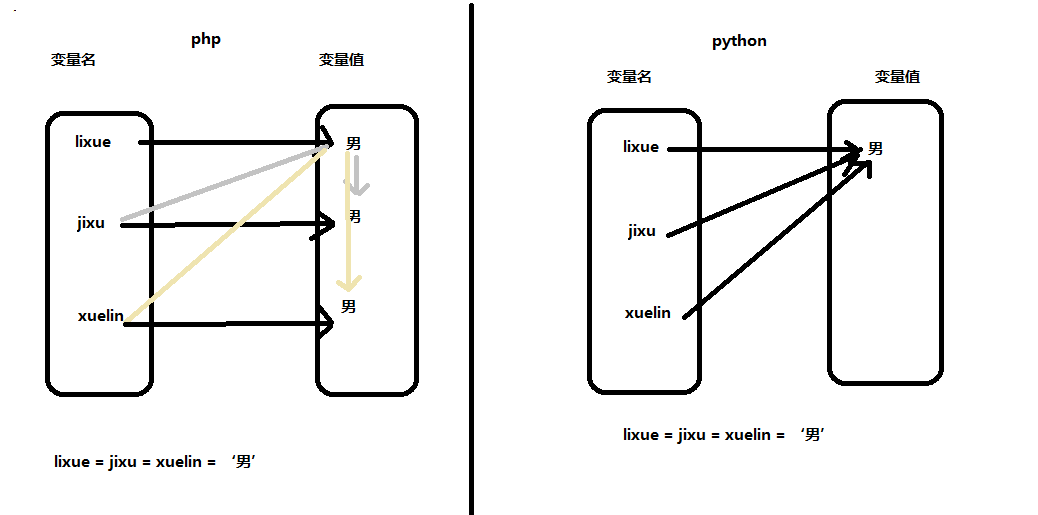 php
变量名
变量值
lixue
男
jixu
男
xuelin
男
lixue = jixu = xuelin = ‘男’
python
变量名
变量值
lixue
男
jixu
xuelin
lixue = jixu = xuelin = ‘男’